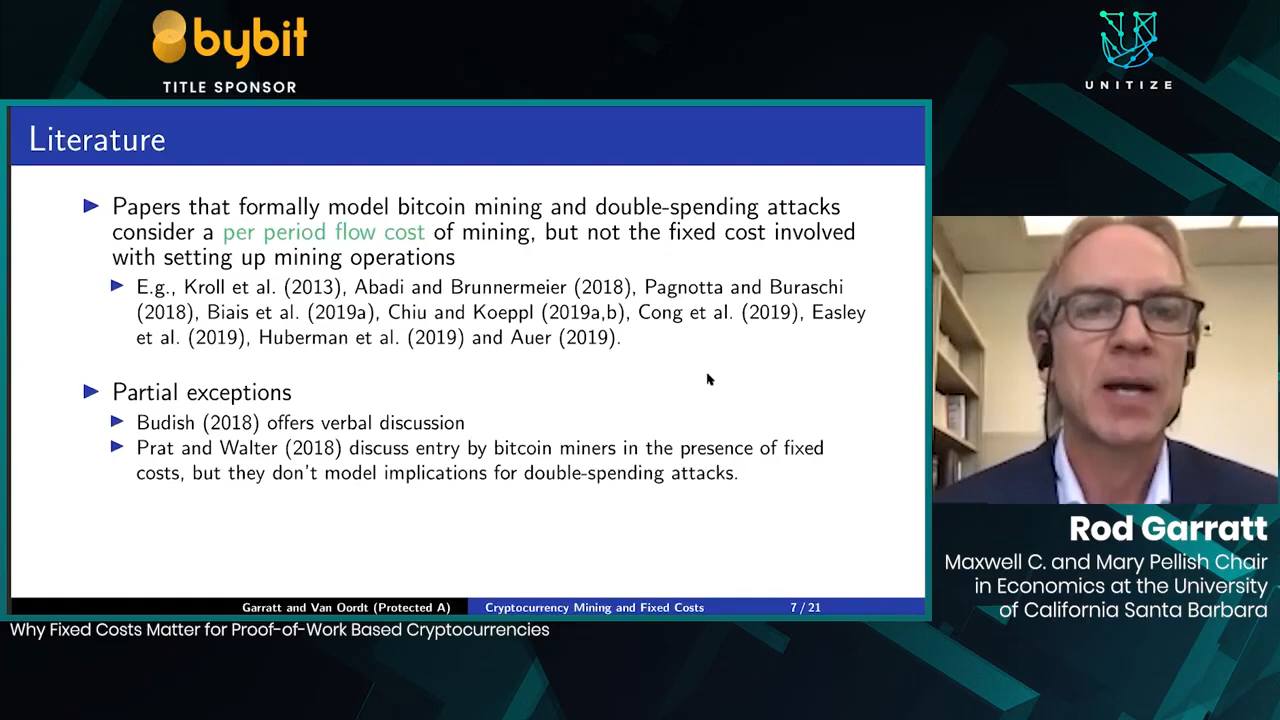 bybit
TITLE SPONSOR
UNITIZE
Literature
Papers that formally model bitcoin mining and double-spending attacks
consider a per period flow cost of mining, but not the fixed cost involved
with setting up mining operations
E.g., Kroll et al. (2013), Abadi and Brunnermeier (2018), Pagnotta and Buraschi
(2018), Biais et al. (2019a), Chiu and Koeppl (2019a,b), Cong et al. (2019), Easley
et al. (2019), Huberman et al. (2019) and Auer (2019).
Partial exceptions
Budish (2018) offers verbal discussion
Prat and Walter (2018) discuss entry by bitcoin miners in the presence of fixed
costs, but they don't model implications for double-spending attacks.
Garratt and Van Oordt (Protected A)
Cryptocurrency Mining and Fixed Costs
7 / 21
Rod Garratt
Maxwell C. and Mary Pellish Chair
in Economics at the University
of California Santa Barbara
Why Fixed Costs Matter for Proof-of-Work Based Cryptocurrencies